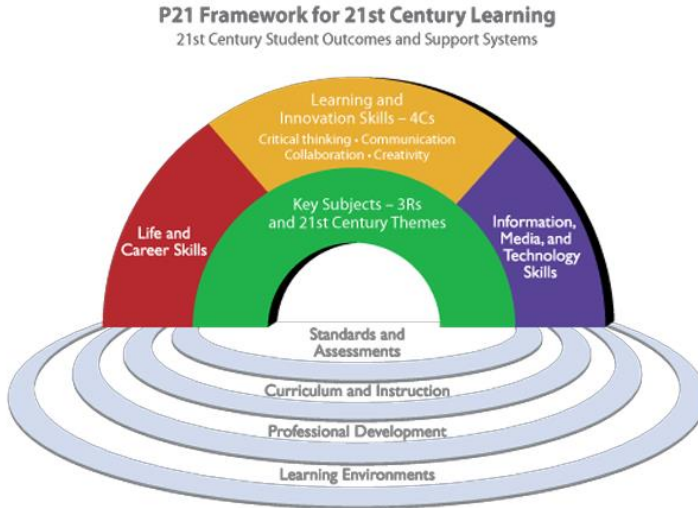 P21 Framework for 21st Century Learning
21st Century Student Outcomes and Support Systems
Learning and
Innovation Skills – 4Cs
Critical thinking • Communication
Collaboration • Creativity
Key Subjects – 3Rs
and 21st Century Themes
Life and
Career Skills
Information,
Media, and
Technology
Skills
Standards and
Assessments
Curriculum and Instruction
Professional Development
Learning Environments